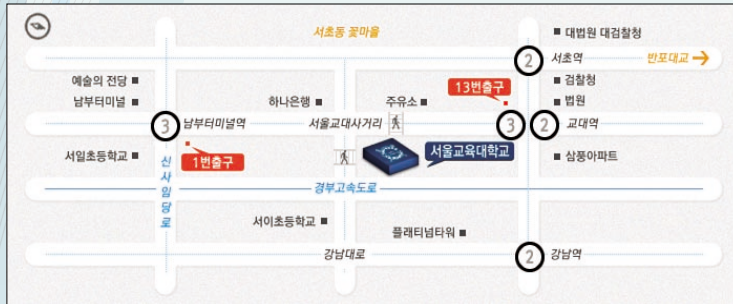 서초동 꽃마을
대법원 대검찰청
2
서초역
반포대교
예술의 전당
검찰청
13번출구
남부터미널
하나은행
주유소
법원
3
남부터미널역
서울교대사거리
3
2
교대역
서일초등학교
1번출구
서울교육대학교
삼풍아파트
신사임당로
경부고속도로
서이초등학교
플래티넘타워
강남대로
2
강남역